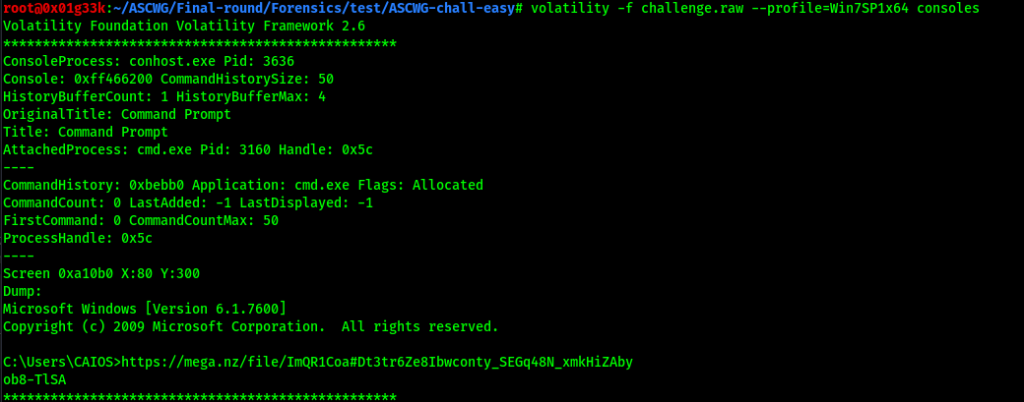 root@0x01g33k:~/ASCWG/Final-round/Forensics/test/ASCWG-chall-easy# volatility -f challenge.raw --profile=Win7SP1x64 consoles
Volatility Foundation Volatility Framework 2.6
**************************************************
ConsoleProcess: conhost.exe Pid: 3636
Console: 0xff466200 CommandHistorySize: 50
HistoryBufferCount: 1 HistoryBufferMax: 4
OriginalTitle: Command Prompt
Title: Command Prompt
AttachedProcess: cmd.exe Pid: 3160 Handle: 0x5c
----
CommandHistory: 0xbebb0 Application: cmd.exe Flags: Allocated
CommandCount: 0 LastAdded: -1 LastDisplayed: -1
FirstCommand: 0 CommandCountMax: 50
ProcessHandle: 0x5c
----
Screen 0xa10b0 X:80 Y:300
Dump:
Microsoft Windows [Version 6.1.7600]
Copyright (c) 2009 Microsoft Corporation.  All rights reserved.

C:\Users\CAIOS>https://mega.nz/file/ImQR1Coa#Dt3tr6Ze8Ibwconty_SEGq48N_xmkHiZAby
ob8-TlSA
**************************************************